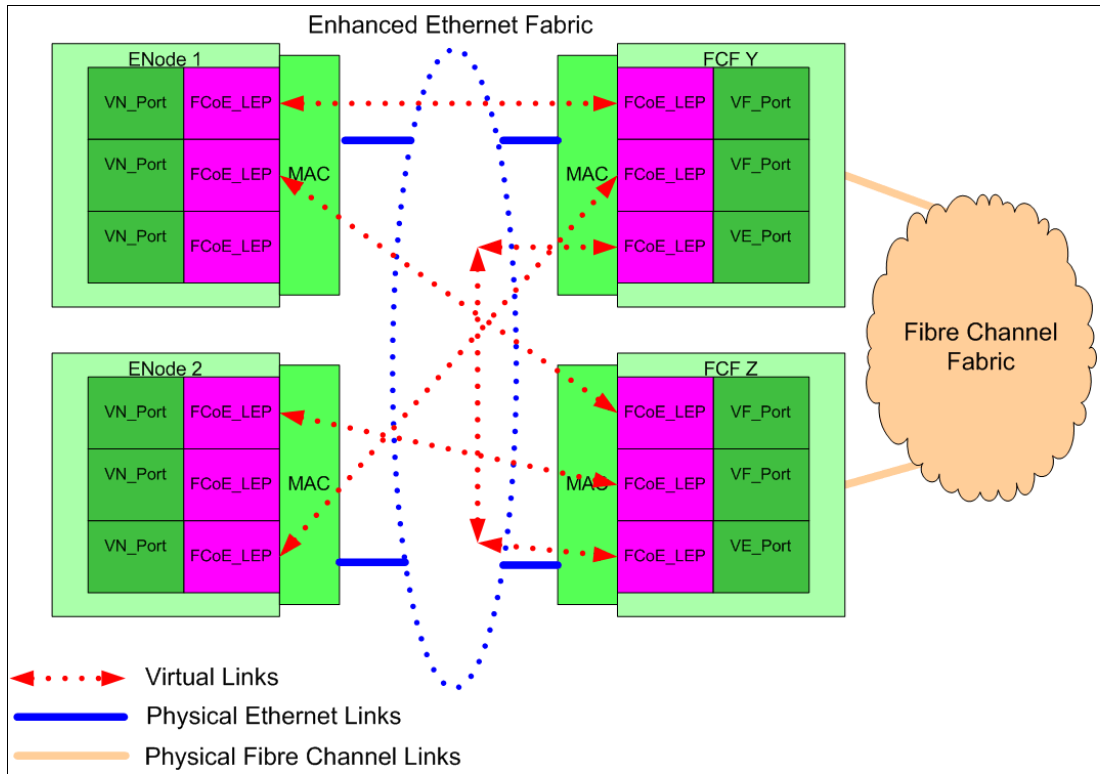 Enhanced Ethernet Fabric
ENode 1
VN_Port
FCoE_LEP
VN_Port
FCoE_LEP
VN_Port
FCoE_LEP
MAC
FCF Y
MAC
FCoE_LEP
VF_Port
FCoE_LEP
VF_Port
FCoE_LEP
VE_Port
ENode 2
VN_Port
FCoE_LEP
VN_Port
FCoE_LEP
VN_Port
FCoE_LEP
MAC
FCF Z
MAC
FCoE_LEP
VF_Port
FCoE_LEP
VF_Port
FCoE_LEP
VE_Port
Fibre Channel
Fabric
Virtual Links
Physical Ethernet Links
Physical Fibre Channel Links